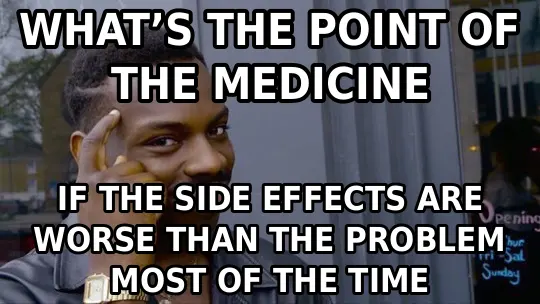 WHAT’S THE POINT OF
THE MEDICINE
IF THE SIDE EFFECTS ARE
WORSE THAN THE PROBLEM
MOST OF THE TIME
Sunday